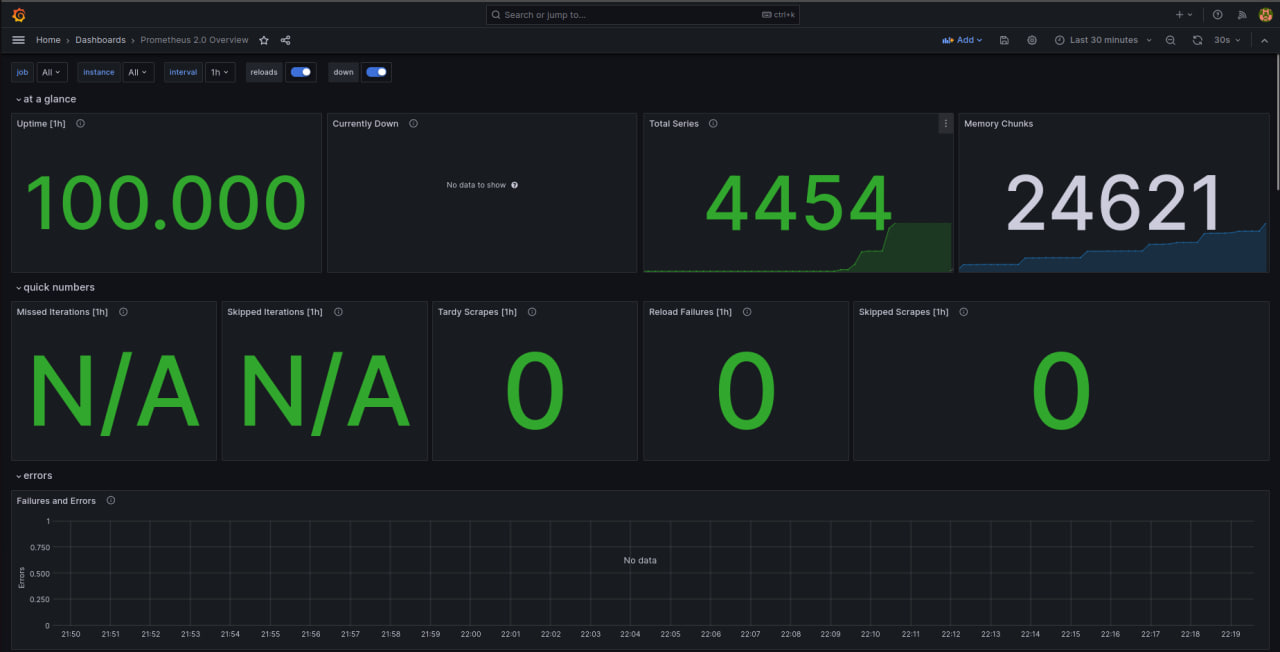 Search or jump to... ctrl+k
Home › Dashboards › Prometheus 2.0 Overview Add Last 30 minutes 30s
job All instance All interval 1h reloads down
at a glance
Uptime [1h] Currently Down Total Series Memory Chunks
100.000 No data to show 4454 24621
quick numbers
Missed Iterations [1h] Skipped Iterations [1h] Tardy Scrapes [1h] Reload Failures [1h] Skipped Scrapes [1h]
N/A N/A 0 0 0
errors
Failures and Errors
1
0.750
No data
0.500
Errors
0.250
0
21:50 21:51 21:52 21:53 21:54 21:55 21:56 21:57 21:58 21:59 22:00 22:01 22:02 22:03 22:04 22:05 22:06 22:07 22:08 22:09 22:10 22:11 22:12 22:13 22:14 22:15 22:16 22:17 22:18 22:19